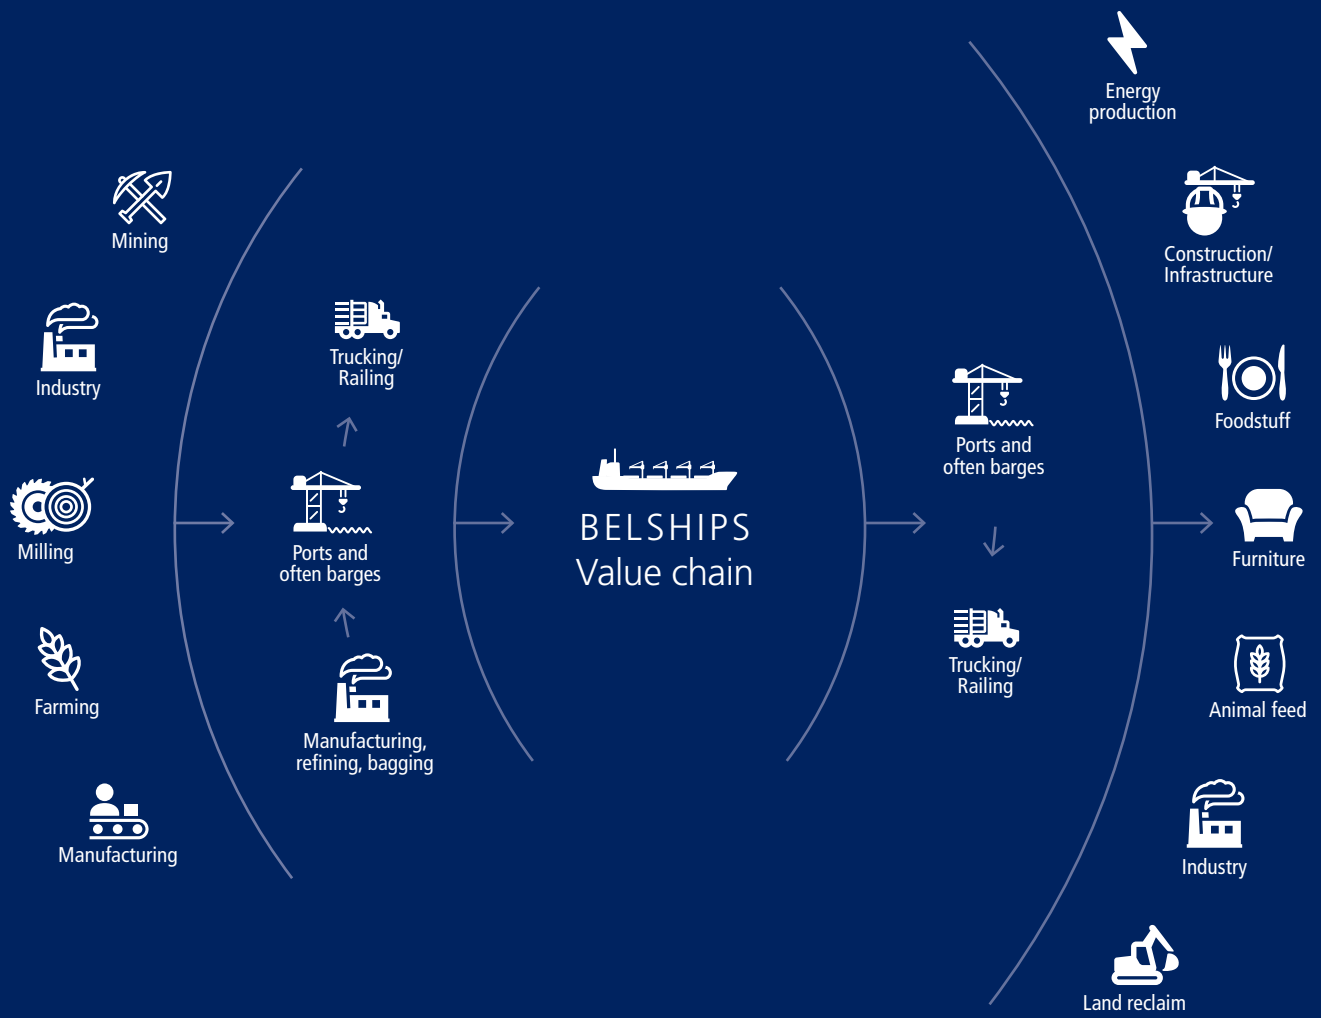 Mining
Industry
Milling
Farming
Manufacturing
Trucking/
Railing
Ports and
often barges
Manufacturing,
refining, bagging
BELSHIPS
Value chain
Ports and
often barges
Trucking/
Railing
Energy
production
Construction/
Infrastructure
Foodstuff
Furniture
Animal feed
Industry
Land reclaim